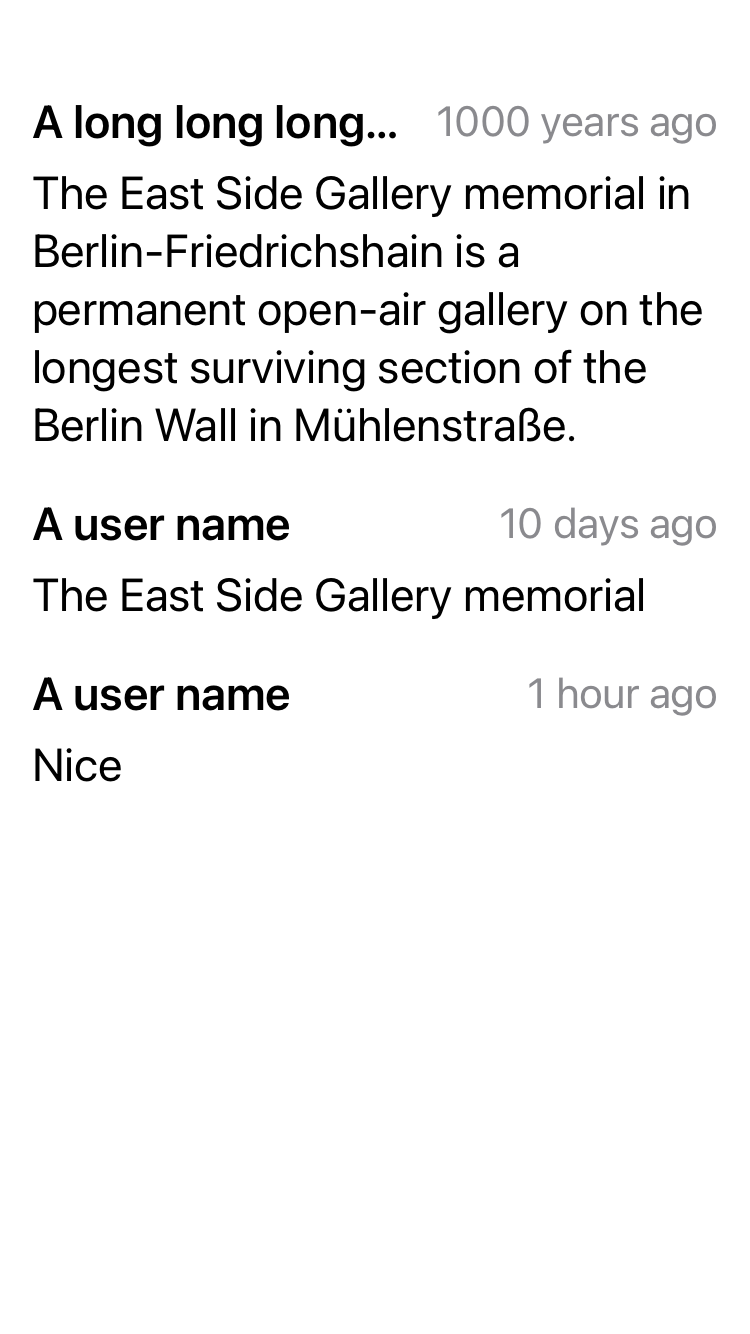 A long long long... 1000 years ago
The East Side Gallery memorial in
Berlin-Friedrichshain is a
permanent open-air gallery on the
longest surviving section of the
Berlin Wall in Mühlenstraße.
A user name 10 days ago
The East Side Gallery memorial
A user name 1 hour ago
Nice